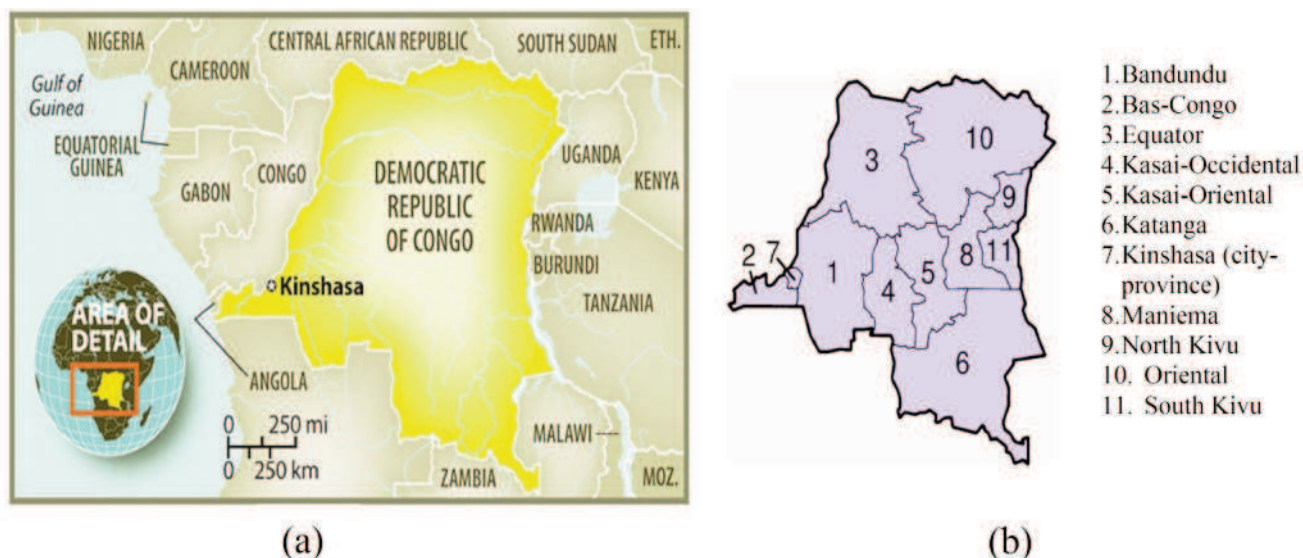 NIGERIA
CENTRAL AFRICAN REPUBLIC
SOUTH SUDAN
ETH.
CAMEROON
Gulf of
Guinea
EQUATORIAL
GUINEA
GABON
CONGO
DEMOCRATIC
REPUBLIC
OF CONGO
UGANDA
KENYA
RWANDA
BURUNDI
Kinshasa
TANZANIA
AREA OF
DETAIL
ANGOLA
0 250 mi
0 250 km
MALAWI
ZAMBIA
MOZ.
(a)
3
10
9
2
7
1
4
5
8
11
6
1.Bandundu
2.Bas-Congo
3.Equator
4.Kasai-Occidental
5.Kasai-Oriental
6.Katanga
7.Kinshasa (city-
province)
8.Maniema
9.North Kivu
10. Oriental
11. South Kivu
(b)